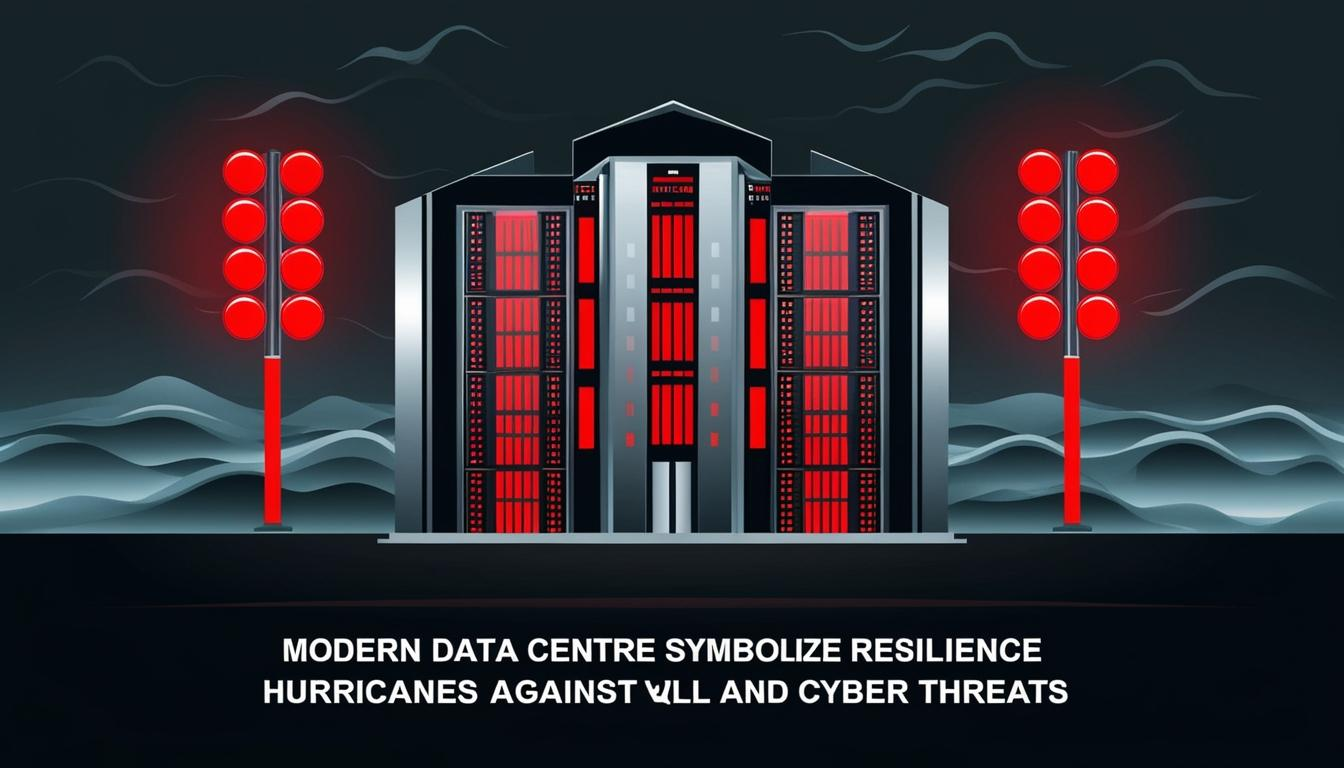 MODERN DATA CENTRE SYMBOLIZE RESILIENCE
HURRICANES AGAINST AND CYBER THREATS